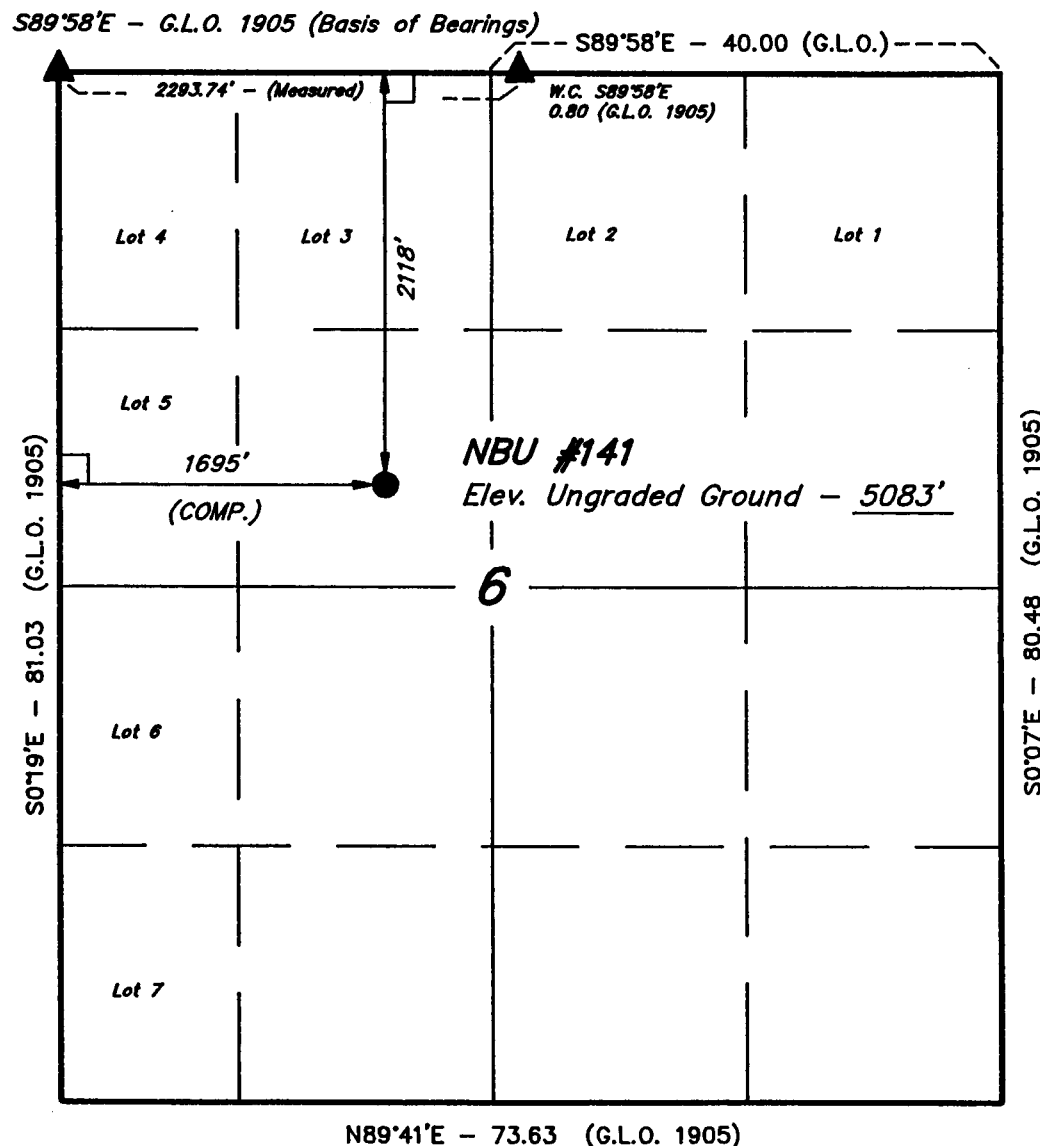 S89°58'E - G.L.O. 1905 (Basis of Bearings)
S89°58'E - 40.00 (G.L.O.)
2293.74' - (Measured)
W.C. S89°58'E
0.80 (G.L.O. 1905)
Lot 4
Lot 3
Lot 2
Lot 1
2118'
Lot 5
1695'
(COMP.)
NBU #141
Elev. Ungraded Ground - 5083'
S0°19'E - 81.03 (G.L.O. 1905)
S0°07'E - 80.48 (G.L.O. 1905)
6
Lot 6
Lot 7
N89°41'E - 73.63 (G.L.O. 1905)